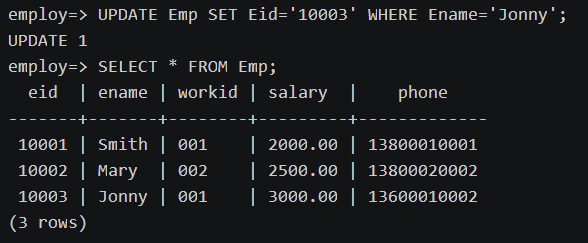 employ=> UPDATE Emp SET Eid='10003' WHERE Ename='Jonny';
UPDATE 1
employ=> SELECT * FROM Emp;
  eid  | ename | workid | salary  |    phone
-------+-------+--------+---------+-------------
 10001 | Smith | 001    | 2000.00 | 13800010001
 10002 | Mary  | 002    | 2500.00 | 13800020002
 10003 | Jonny | 001    | 3000.00 | 13600010002
(3 rows)